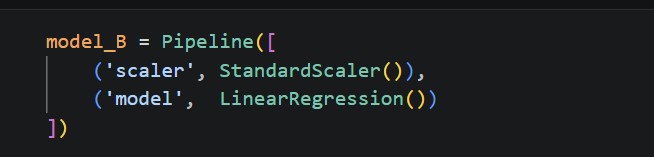 model_B = Pipeline([
    ('scaler', StandardScaler()),
    ('model',  LinearRegression())
])